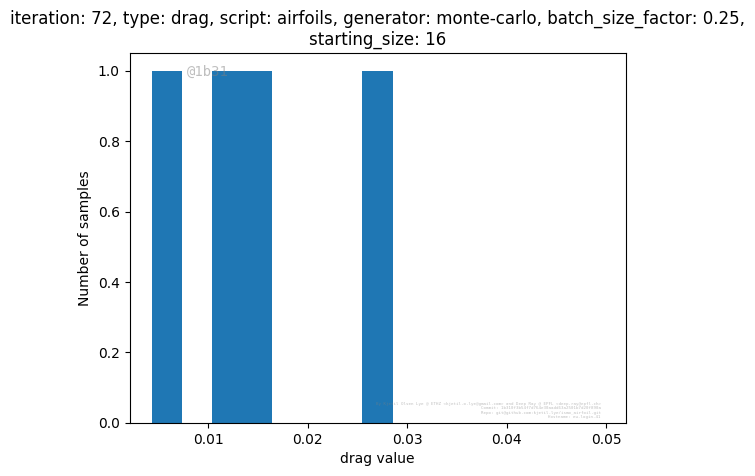 iteration: 72, type: drag, script: airfoils, generator: monte-carlo, batch_size_factor: 0.25,
starting_size: 16
@1b31
1.0
0.8
0.6
0.4
0.2
0.0
Number of samples
0.01
0.02
0.03
0.04
0.05
drag value